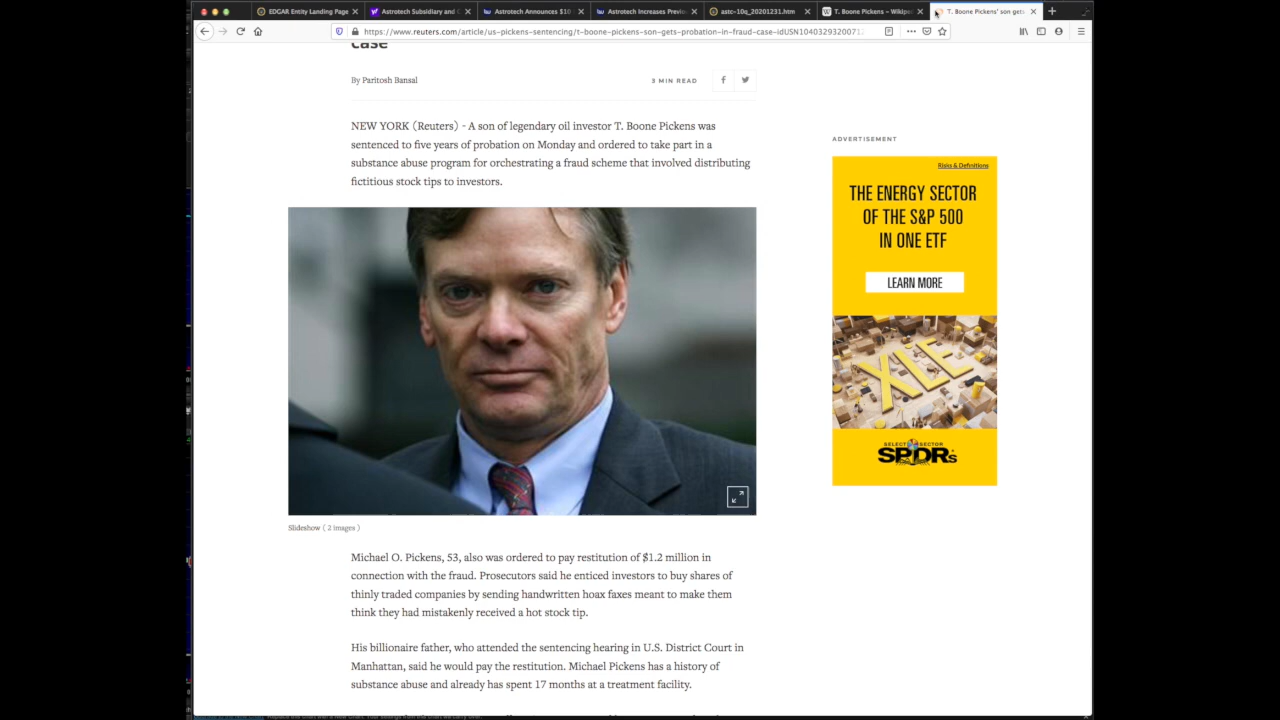 EDGAR Entity Landing Page
Astrotech Subsidiary and
Astrotech Announces $10
Astrotech Increases Previ
astc-10q_20201231.htm
T. Boone Pickens – Wikipe
T. Boone Pickens' son gets
https://www.reuters.com/article/us-pickens-sentencing/t-boone-pickens-son-gets-probation-in-fraud-case-idUSN1040329320071
case
By Paritosh Bansal
3 MIN READ
NEW YORK (Reuters) - A son of legendary oil investor T. Boone Pickens was
sentenced to five years of probation on Monday and ordered to take part in a
substance abuse program for orchestrating a fraud scheme that involved distributing
fictitious stock tips to investors.
Slideshow ( 2 images )
Michael O. Pickens, 53, also was ordered to pay restitution of $1.2 million in
connection with the fraud. Prosecutors said he enticed investors to buy shares of
thinly traded companies by sending handwritten hoax faxes meant to make them
think they had mistakenly received a hot stock tip.
His billionaire father, who attended the sentencing hearing in U.S. District Court in
Manhattan, said he would pay the restitution. Michael Pickens has a history of
substance abuse and already has spent 17 months at a treatment facility.
ADVERTISEMENT
Risks & Definitions
THE ENERGY SECTOR
OF THE S&P 500
IN ONE ETF
LEARN MORE
XLE
SELECT SECTOR
SPDRs